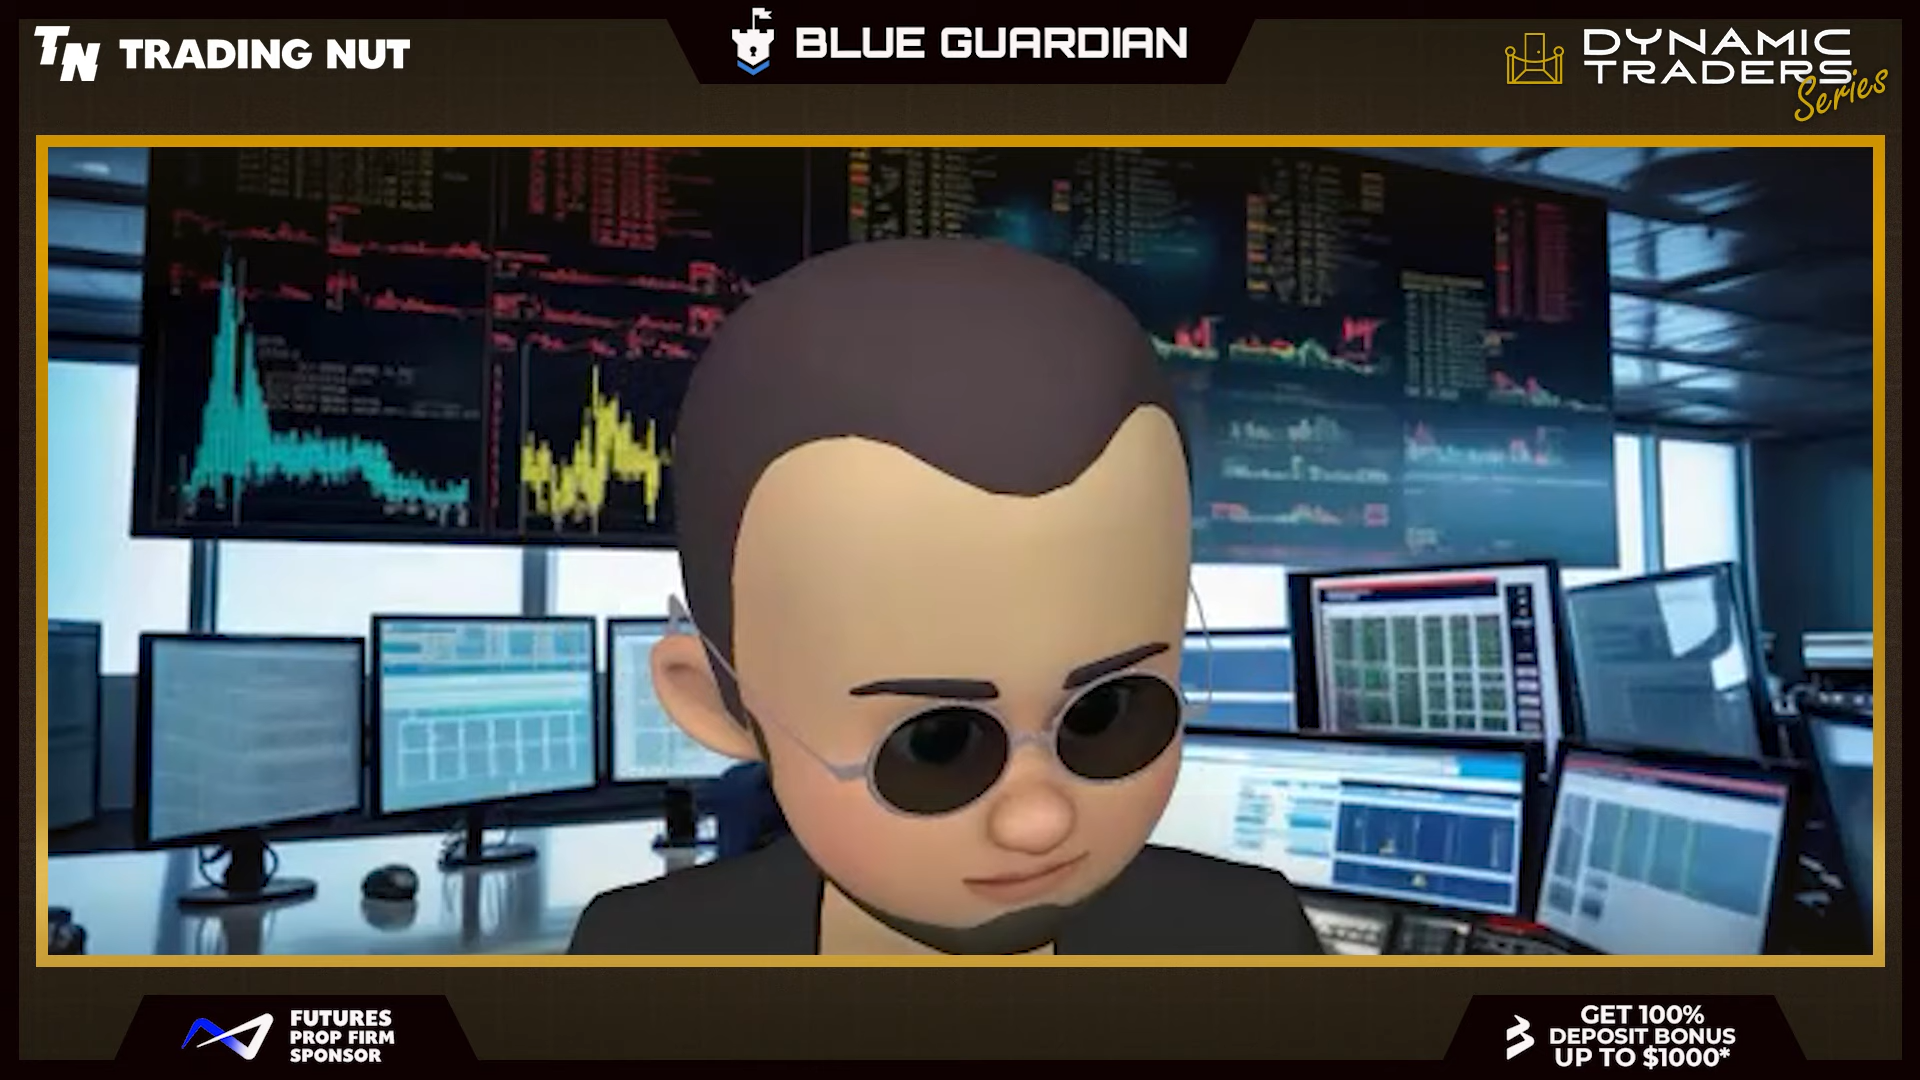 TN TRADING NUT
BLUE GUARDIAN
DYNAMIC
TRADERS
Series
FUTURES
PROP FIRM
SPONSOR
GET 100%
DEPOSIT BONUS
UP TO $1000*